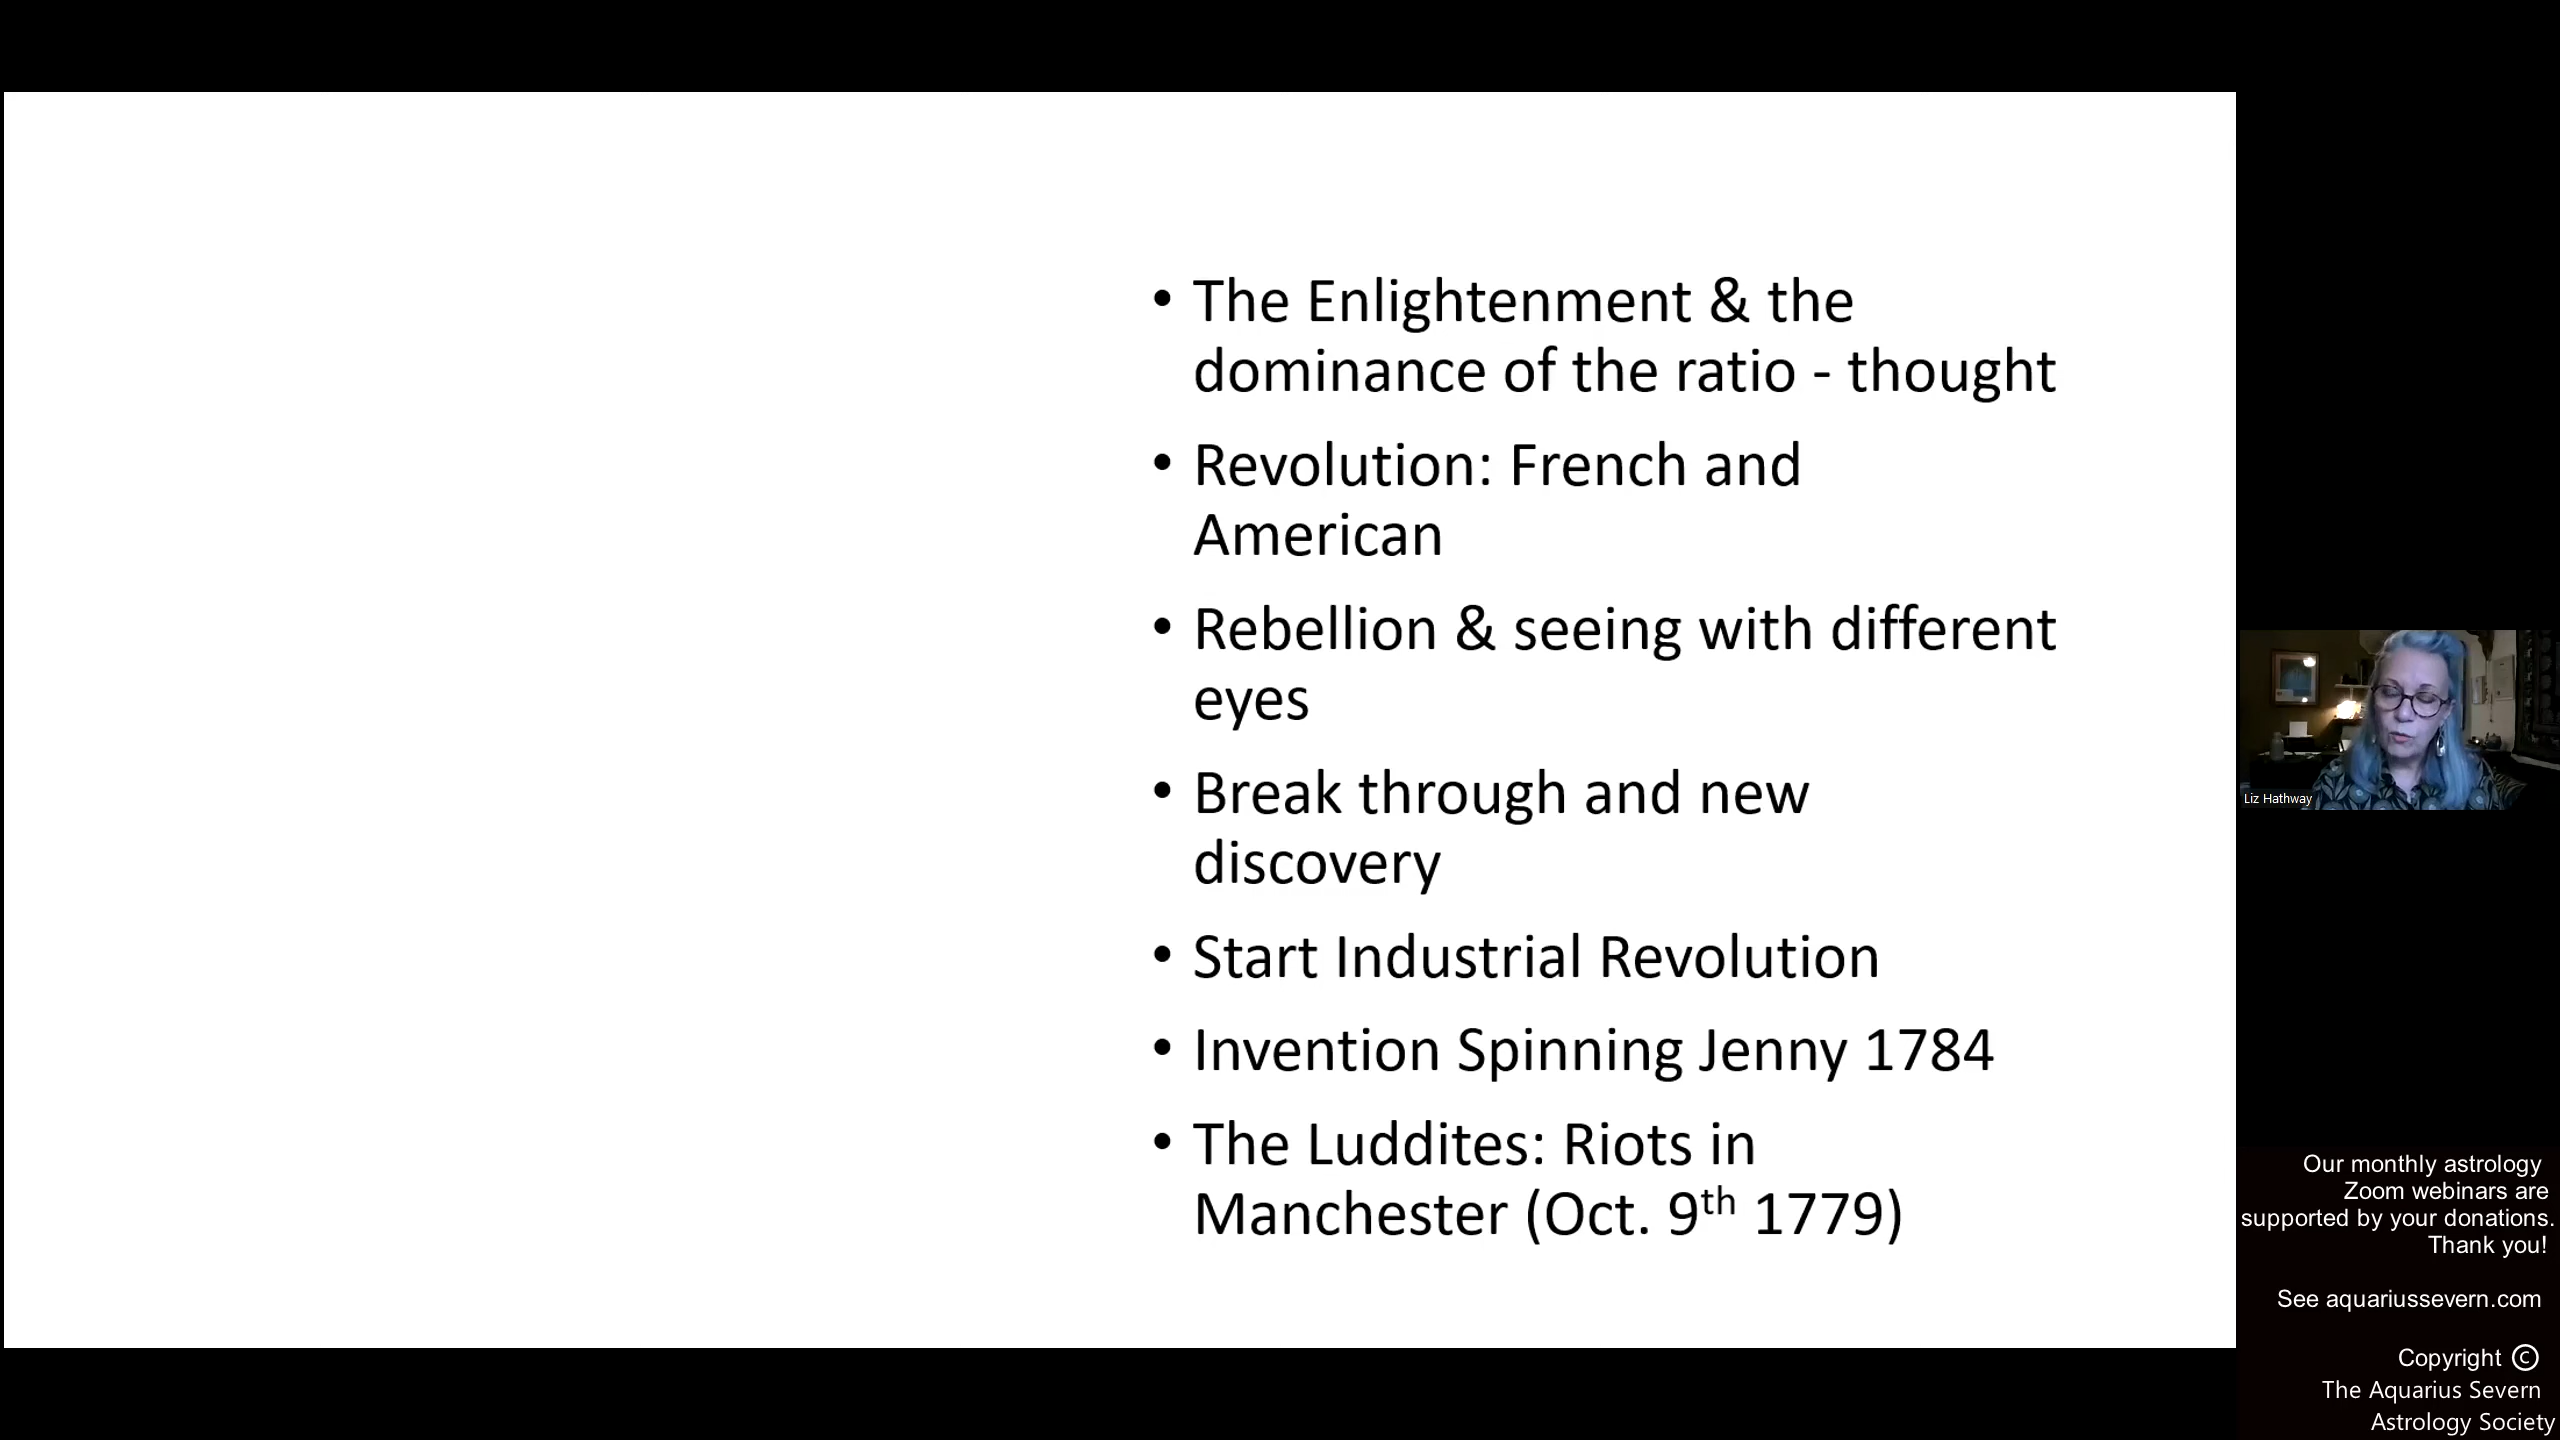 • The Enlightenment & the
dominance of the ratio - thought
• Revolution: French and
American
• Rebellion & seeing with different
eyes
• Break through and new
discovery
• Start Industrial Revolution
• Invention Spinning Jenny 1784
• The Luddites: Riots in
Manchester (Oct. 9th 1779)
Liz Hathway
Our monthly astrology
Zoom webinars are
supported by your donations.
Thank you!
See aquariussevern.com
Copyright ©
The Aquarius Severn
Astrology Society